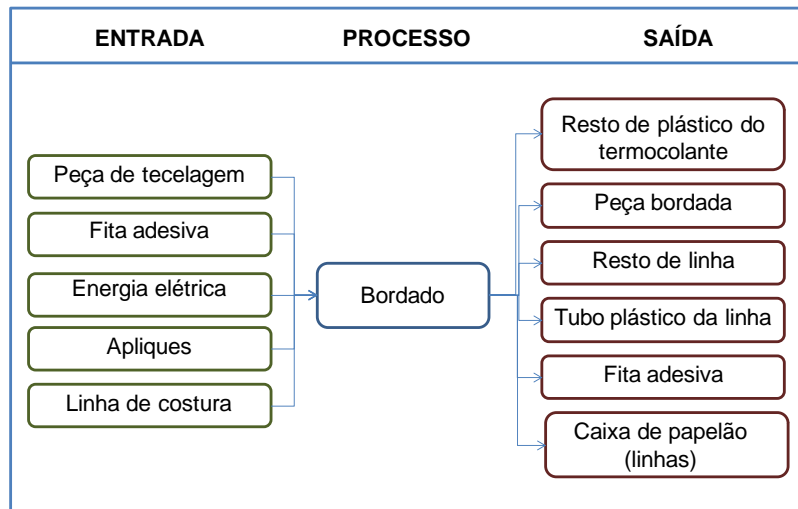 ENTRADA
PROCESSO
SAÍDA
Peça de tecelagem
Fita adesiva
Energia elétrica
Apliques
Linha de costura
Bordado
Resto de plástico do
termocolante
Peça bordada
Resto de linha
Tubo plástico da linha
Fita adesiva
Caixa de papelão
(linhas)